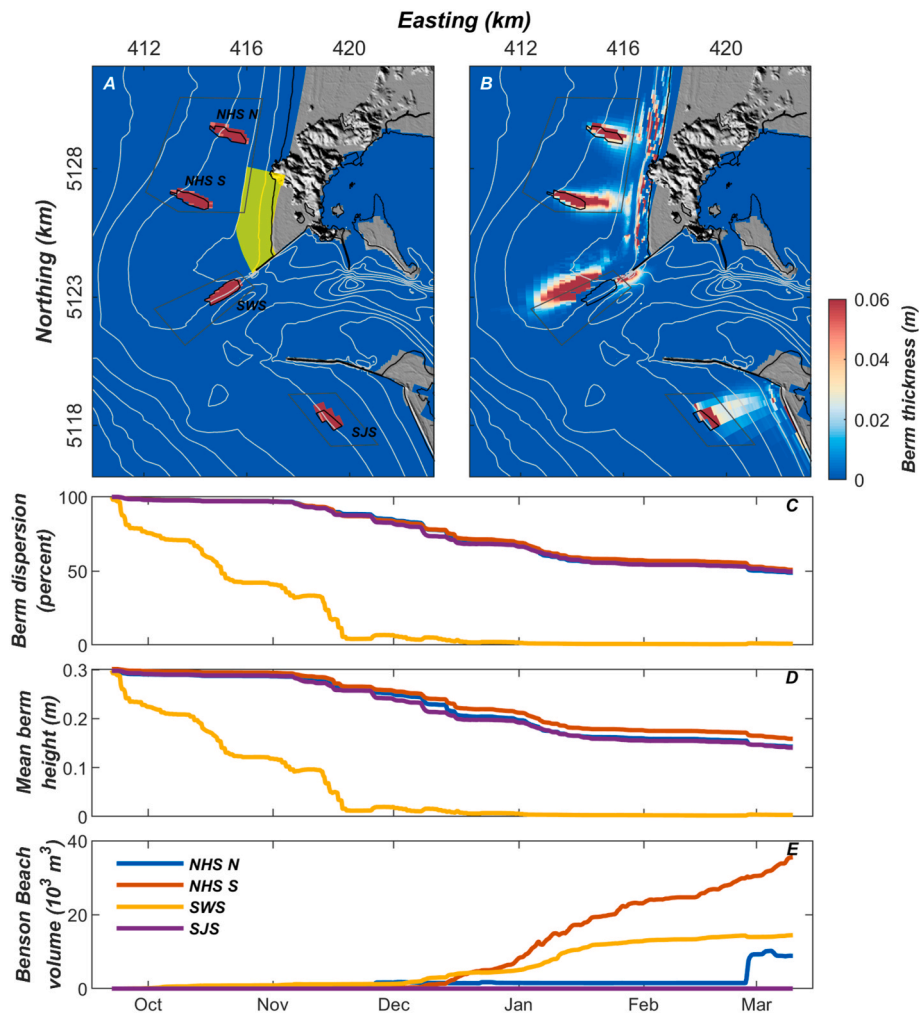 Easting (km)
412 416 420 412 416 420
A B
NHS N
NHS S
SWS
SJS
Northing (km)
5128
5123
5118
0.06
0.04
0.02
0
Berm thickness (m)
C
Berm dispersion
(percent)
100
50
0
D
Mean berm
height (m)
0.3
0.2
0.1
0
E
Benson Beach
volume (10³ m³)
40
20
0
NHS N
NHS S
SWS
SJS
Oct Nov Dec Jan Feb Mar